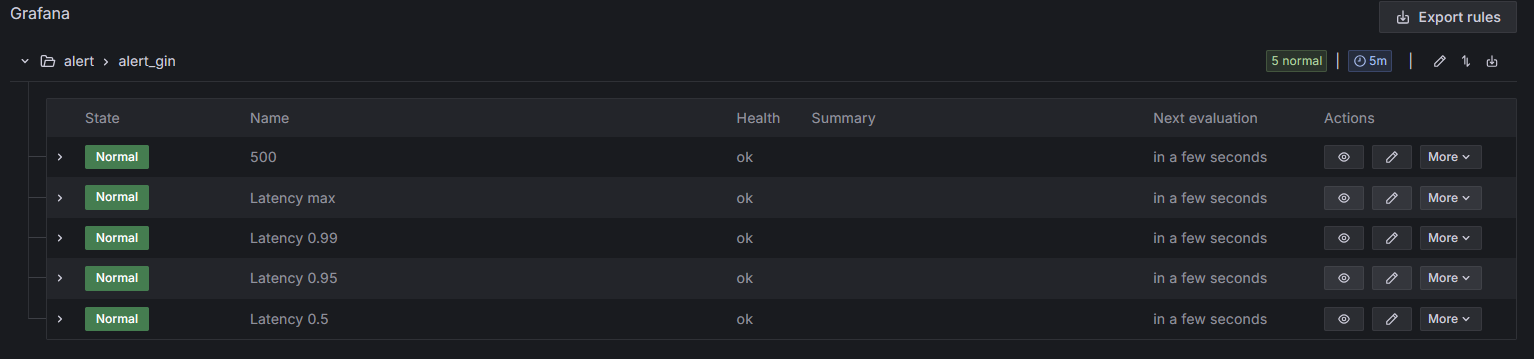 Grafana
Export rules
alert > alert_gin 5 normal 5m
State Name Health Summary Next evaluation Actions
Normal 500 ok in a few seconds More
Normal Latency max ok in a few seconds More
Normal Latency 0.99 ok in a few seconds More
Normal Latency 0.95 ok in a few seconds More
Normal Latency 0.5 ok in a few seconds More